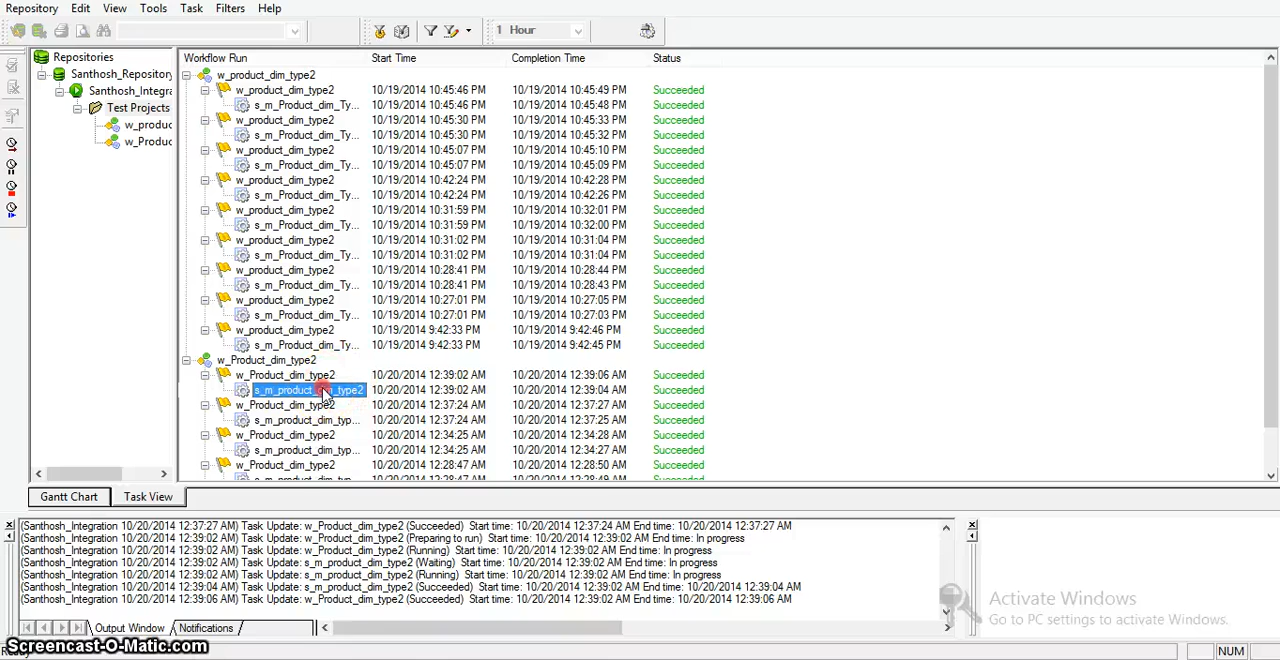 Repository Edit View Tools Task Filters Help
1 Hour
Repositories
Santhosh_Repository
Santhosh_Integra
Test Projects
w_produc
w_Produc
Workflow Run Start Time Completion Time Status
w_product_dim_type2
w_product_dim_type2 10/19/2014 10:45:46 PM 10/19/2014 10:45:49 PM Succeeded
s_m_Product_dim_Ty... 10/19/2014 10:45:46 PM 10/19/2014 10:45:48 PM Succeeded
w_product_dim_type2 10/19/2014 10:45:30 PM 10/19/2014 10:45:33 PM Succeeded
s_m_Product_dim_Ty... 10/19/2014 10:45:30 PM 10/19/2014 10:45:32 PM Succeeded
w_product_dim_type2 10/19/2014 10:45:07 PM 10/19/2014 10:45:10 PM Succeeded
s_m_Product_dim_Ty... 10/19/2014 10:45:07 PM 10/19/2014 10:45:09 PM Succeeded
w_product_dim_type2 10/19/2014 10:42:24 PM 10/19/2014 10:42:28 PM Succeeded
s_m_Product_dim_Ty... 10/19/2014 10:42:24 PM 10/19/2014 10:42:26 PM Succeeded
w_product_dim_type2 10/19/2014 10:31:59 PM 10/19/2014 10:32:01 PM Succeeded
s_m_Product_dim_Ty... 10/19/2014 10:31:59 PM 10/19/2014 10:32:00 PM Succeeded
w_product_dim_type2 10/19/2014 10:31:02 PM 10/19/2014 10:31:04 PM Succeeded
s_m_Product_dim_Ty... 10/19/2014 10:31:02 PM 10/19/2014 10:31:04 PM Succeeded
w_product_dim_type2 10/19/2014 10:28:41 PM 10/19/2014 10:28:44 PM Succeeded
s_m_Product_dim_Ty... 10/19/2014 10:28:41 PM 10/19/2014 10:28:43 PM Succeeded
w_product_dim_type2 10/19/2014 10:27:01 PM 10/19/2014 10:27:05 PM Succeeded
s_m_Product_dim_Ty... 10/19/2014 10:27:01 PM 10/19/2014 10:27:03 PM Succeeded
w_product_dim_type2 10/19/2014 9:42:33 PM 10/19/2014 9:42:46 PM Succeeded
s_m_Product_dim_Ty... 10/19/2014 9:42:33 PM 10/19/2014 9:42:45 PM Succeeded
w_Product_dim_type2
w_Product_dim_type2 10/20/2014 12:39:02 AM 10/20/2014 12:39:06 AM Succeeded
s_m_product_dim_type2 10/20/2014 12:39:02 AM 10/20/2014 12:39:04 AM Succeeded
w_Product_dim_type2 10/20/2014 12:37:24 AM 10/20/2014 12:37:27 AM Succeeded
s_m_product_dim_typ... 10/20/2014 12:37:24 AM 10/20/2014 12:37:25 AM Succeeded
w_Product_dim_type2 10/20/2014 12:34:25 AM 10/20/2014 12:34:28 AM Succeeded
s_m_product_dim_typ... 10/20/2014 12:34:25 AM 10/20/2014 12:34:27 AM Succeeded
w_Product_dim_type2 10/20/2014 12:28:47 AM 10/20/2014 12:28:50 AM Succeeded
s_m_product_dim_typ... 10/20/2014 12:28:47 AM 10/20/2014 12:28:49 AM Succeeded
Gantt Chart Task View
(Santhosh_Integration 10/20/2014 12:37:27 AM) Task Update: w_Product_dim_type2 (Succeeded) Start time: 10/20/2014 12:37:24 AM End time: 10/20/2014 12:37:27 AM
(Santhosh_Integration 10/20/2014 12:39:02 AM) Task Update: w_Product_dim_type2 (Preparing to run) Start time: 10/20/2014 12:39:02 AM End time: In progress
(Santhosh_Integration 10/20/2014 12:39:02 AM) Task Update: w_Product_dim_type2 (Running) Start time: 10/20/2014 12:39:02 AM End time: In progress
(Santhosh_Integration 10/20/2014 12:39:02 AM) Task Update: s_m_product_dim_type2 (Waiting) Start time: 10/20/2014 12:39:02 AM End time: In progress
(Santhosh_Integration 10/20/2014 12:39:02 AM) Task Update: s_m_product_dim_type2 (Running) Start time: 10/20/2014 12:39:02 AM End time: In progress
(Santhosh_Integration 10/20/2014 12:39:04 AM) Task Update: s_m_product_dim_type2 (Succeeded) Start time: 10/20/2014 12:39:02 AM End time: 10/20/2014 12:39:04 AM
(Santhosh_Integration 10/20/2014 12:39:06 AM) Task Update: w_Product_dim_type2 (Succeeded) Start time: 10/20/2014 12:39:02 AM End time: 10/20/2014 12:39:06 AM
Activate Windows
Go to PC settings to activate Windows.
Output Window Notifications
Screencast-O-Matic.com
NUM